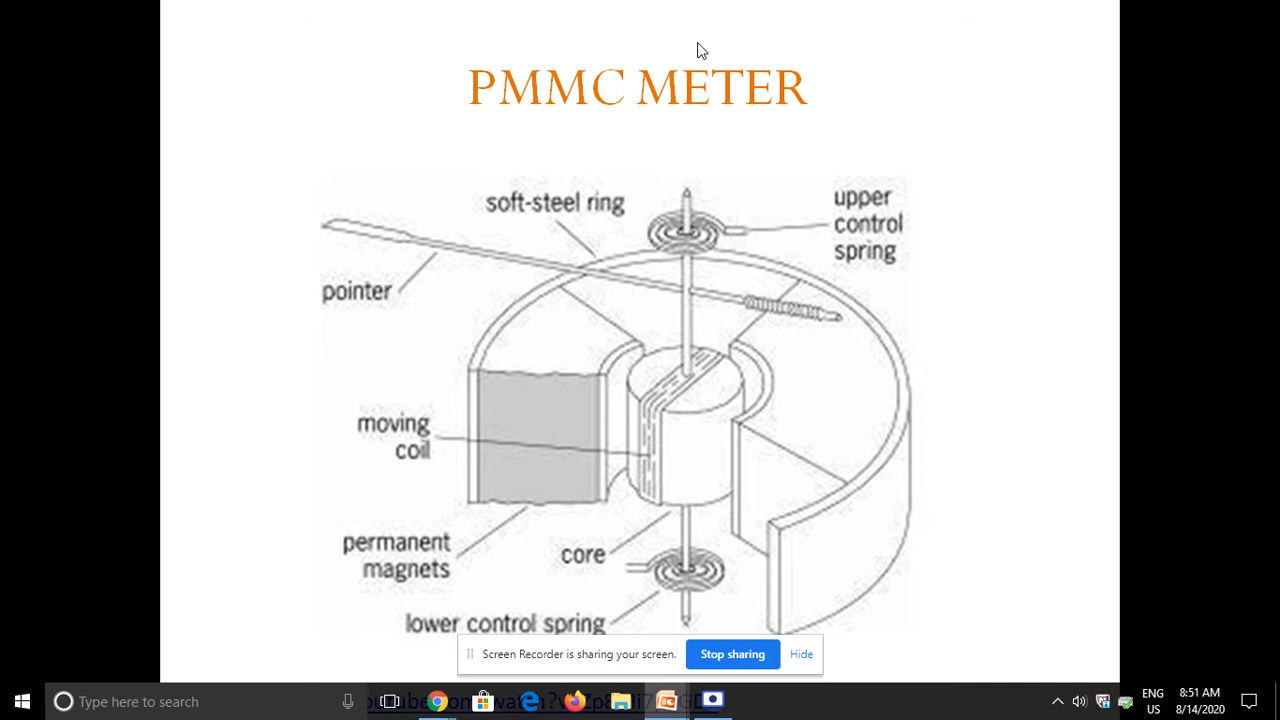 PMMC METER
soft-steel ring
upper
control
spring
pointer
moving
coil
permanent
magnets
core
lower control spring
Screen Recorder is sharing your screen.
Stop sharing
Hide
Type here to search
ENG
US
8:51 AM
8/14/2020